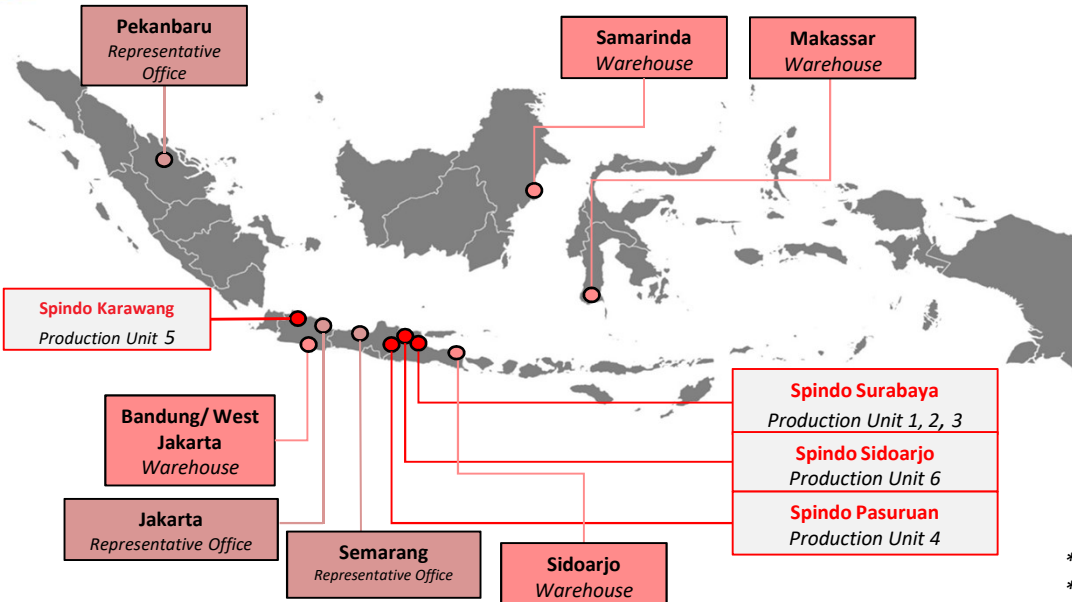 Pekanbaru
Representative
Office
Samarinda
Warehouse
Makassar
Warehouse
Spindo Karawang
Production Unit 5
Bandung/ West
Jakarta
Warehouse
Jakarta
Representative Office
Semarang
Representative Office
Sidoarjo
Warehouse
Spindo Surabaya
Production Unit 1, 2, 3
Spindo Sidoarjo
Production Unit 6
Spindo Pasuruan
Production Unit 4
*
*